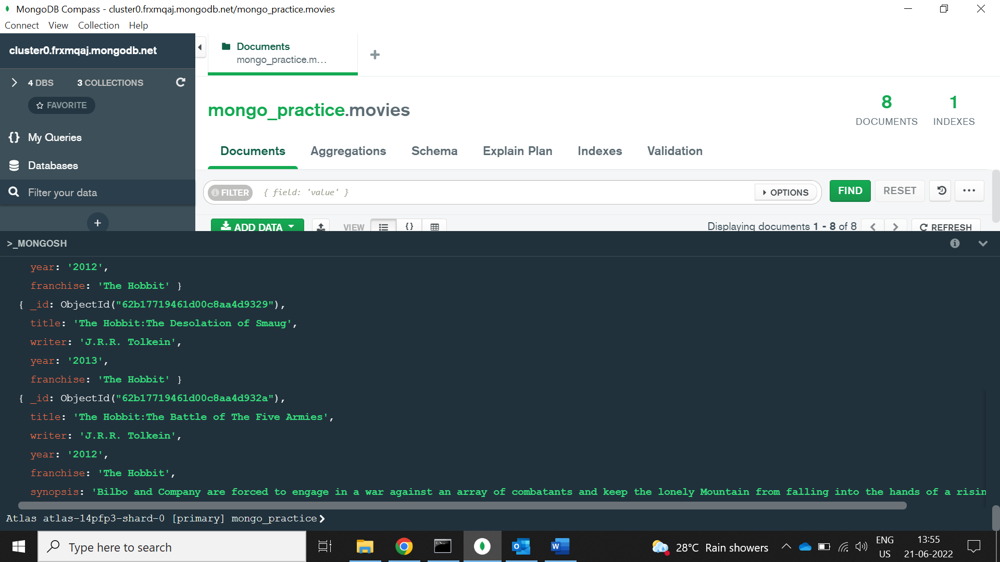 MongoDB Compass - cluster0.frxmqaj.mongodb.net/mongo_practice.movies
Connect View Collection Help
cluster0.frxmqaj.mongodb.net
4 DBS 3 COLLECTIONS
FAVORITE
My Queries
Databases
Filter your data
+
Documents
mongo_practice.m...
+
mongo_practice.movies
8
DOCUMENTS
1
INDEXES
Documents Aggregations Schema Explain Plan Indexes Validation
FILTER { field: 'value' } OPTIONS FIND RESET ...
ADD DATA VIEW {} Displaying documents 1 - 8 of 8 < > REFRESH
>_MONGOSH
year: '2012',
franchise: 'The Hobbit' }
{ _id: ObjectId("62b17719461d00c8aa4d9329"),
title: 'The Hobbit:The Desolation of Smaug',
writer: 'J.R.R. Tolkein',
year: '2013',
franchise: 'The Hobbit' }
{ _id: ObjectId("62b17719461d00c8aa4d932a"),
title: 'The Hobbit:The Battle of The Five Armies',
writer: 'J.R.R. Tolkein',
year: '2012',
franchise: 'The Hobbit',
synopsis: 'Bilbo and Company are forced to engage in a war against an array of combatants and keep the lonely Mountain from falling into the hands of a risin
Atlas atlas-14pfp3-shard-0 [primary] mongo_practice>
Type here to search
28°C Rain showers
ENG
US
13:55
21-06-2022